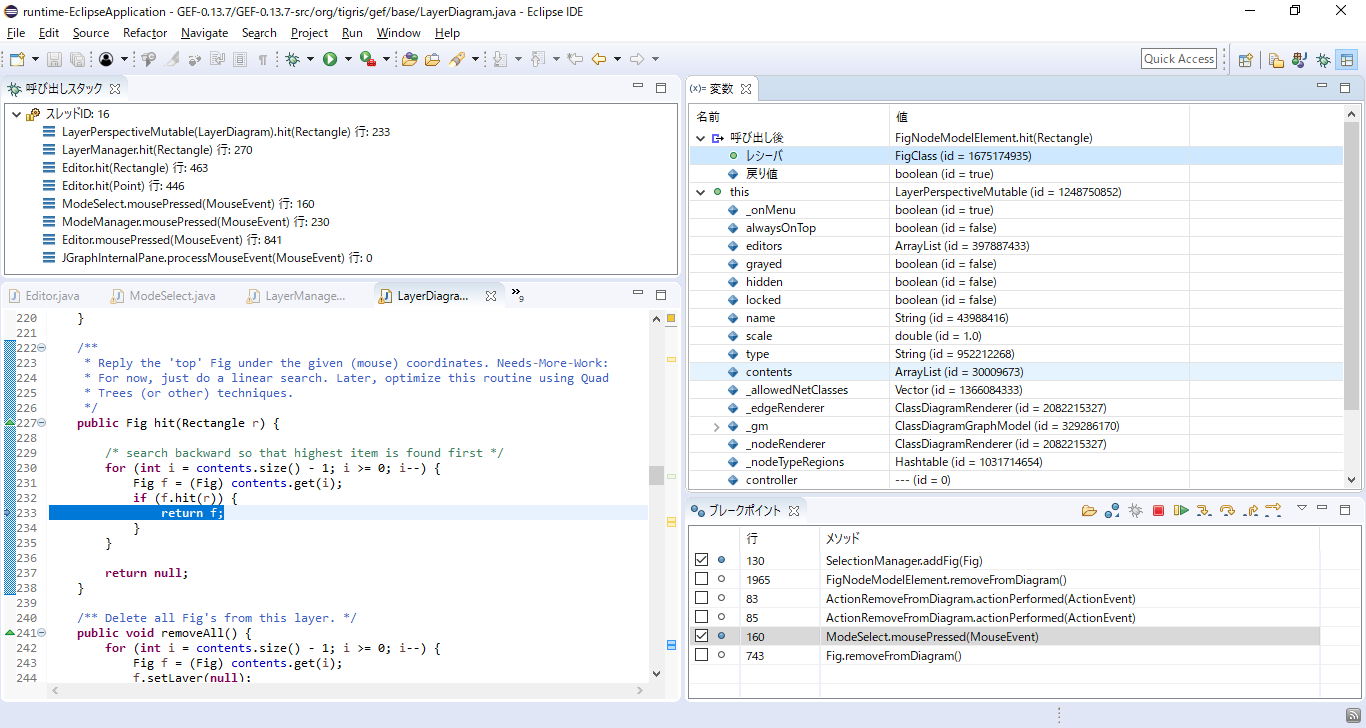 runtime-EclipseApplication - GEF-0.13.7/GEF-0.13.7-src/org/tigris/gef/base/LayerDiagram.java - Eclipse IDE
File Edit Source Refactor Navigate Search Project Run Window Help
Quick Access
呼び出しスタック
スレッドID: 16
LayerPerspectiveMutable(LayerDiagram).hit(Rectangle) 行: 233
LayerManager.hit(Rectangle) 行: 270
Editor.hit(Rectangle) 行: 463
Editor.hit(Point) 行: 446
ModeSelect.mousePressed(MouseEvent) 行: 160
ModeManager.mousePressed(MouseEvent) 行: 230
Editor.mousePressed(MouseEvent) 行: 841
JGraphInternalPane.processMouseEvent(MouseEvent) 行: 0
Editor.java ModeSelect.java LayerManage... LayerDiagra... »9
220 }
221
222 /**
223 * Reply the 'top' Fig under the given (mouse) coordinates. Needs-More-Work:
224 * For now, just do a linear search. Later, optimize this routine using Quad
225 * Trees (or other) techniques.
226 */
227 public Fig hit(Rectangle r) {
228
229 /* search backward so that highest item is found first */
230 for (int i = contents.size() - 1; i >= 0; i--) {
231 Fig f = (Fig) contents.get(i);
232 if (f.hit(r)) {
233 return f;
234 }
235 }
236
237 return null;
238 }
239
240 /** Delete all Fig's from this layer. */
241 public void removeAll() {
242 for (int i = contents.size() - 1; i >= 0; i--) {
243 Fig f = (Fig) contents.get(i);
244 f.setLayer(null);
(x)= 変数
名前 値
呼び出し後 FigNodeModelElement.hit(Rectangle)
レシーバ FigClass (id = 1675174935)
戻り値 boolean (id = true)
this LayerPerspectiveMutable (id = 1248750852)
_onMenu boolean (id = true)
alwaysOnTop boolean (id = false)
editors ArrayList (id = 397887433)
grayed boolean (id = false)
hidden boolean (id = false)
locked boolean (id = false)
name String (id = 43988416)
scale double (id = 1.0)
type String (id = 952212268)
contents ArrayList (id = 30009673)
_allowedNetClasses Vector (id = 1366084333)
_edgeRenderer ClassDiagramRenderer (id = 2082215327)
_gm ClassDiagramGraphModel (id = 329286170)
_nodeRenderer ClassDiagramRenderer (id = 2082215327)
_nodeTypeRegions Hashtable (id = 1031714654)
controller --- (id = 0)
ブレークポイント
行 メソッド
130 SelectionManager.addFig(Fig)
1965 FigNodeModelElement.removeFromDiagram()
83 ActionRemoveFromDiagram.actionPerformed(ActionEvent)
85 ActionRemoveFromDiagram.actionPerformed(ActionEvent)
160 ModeSelect.mousePressed(MouseEvent)
743 Fig.removeFromDiagram()